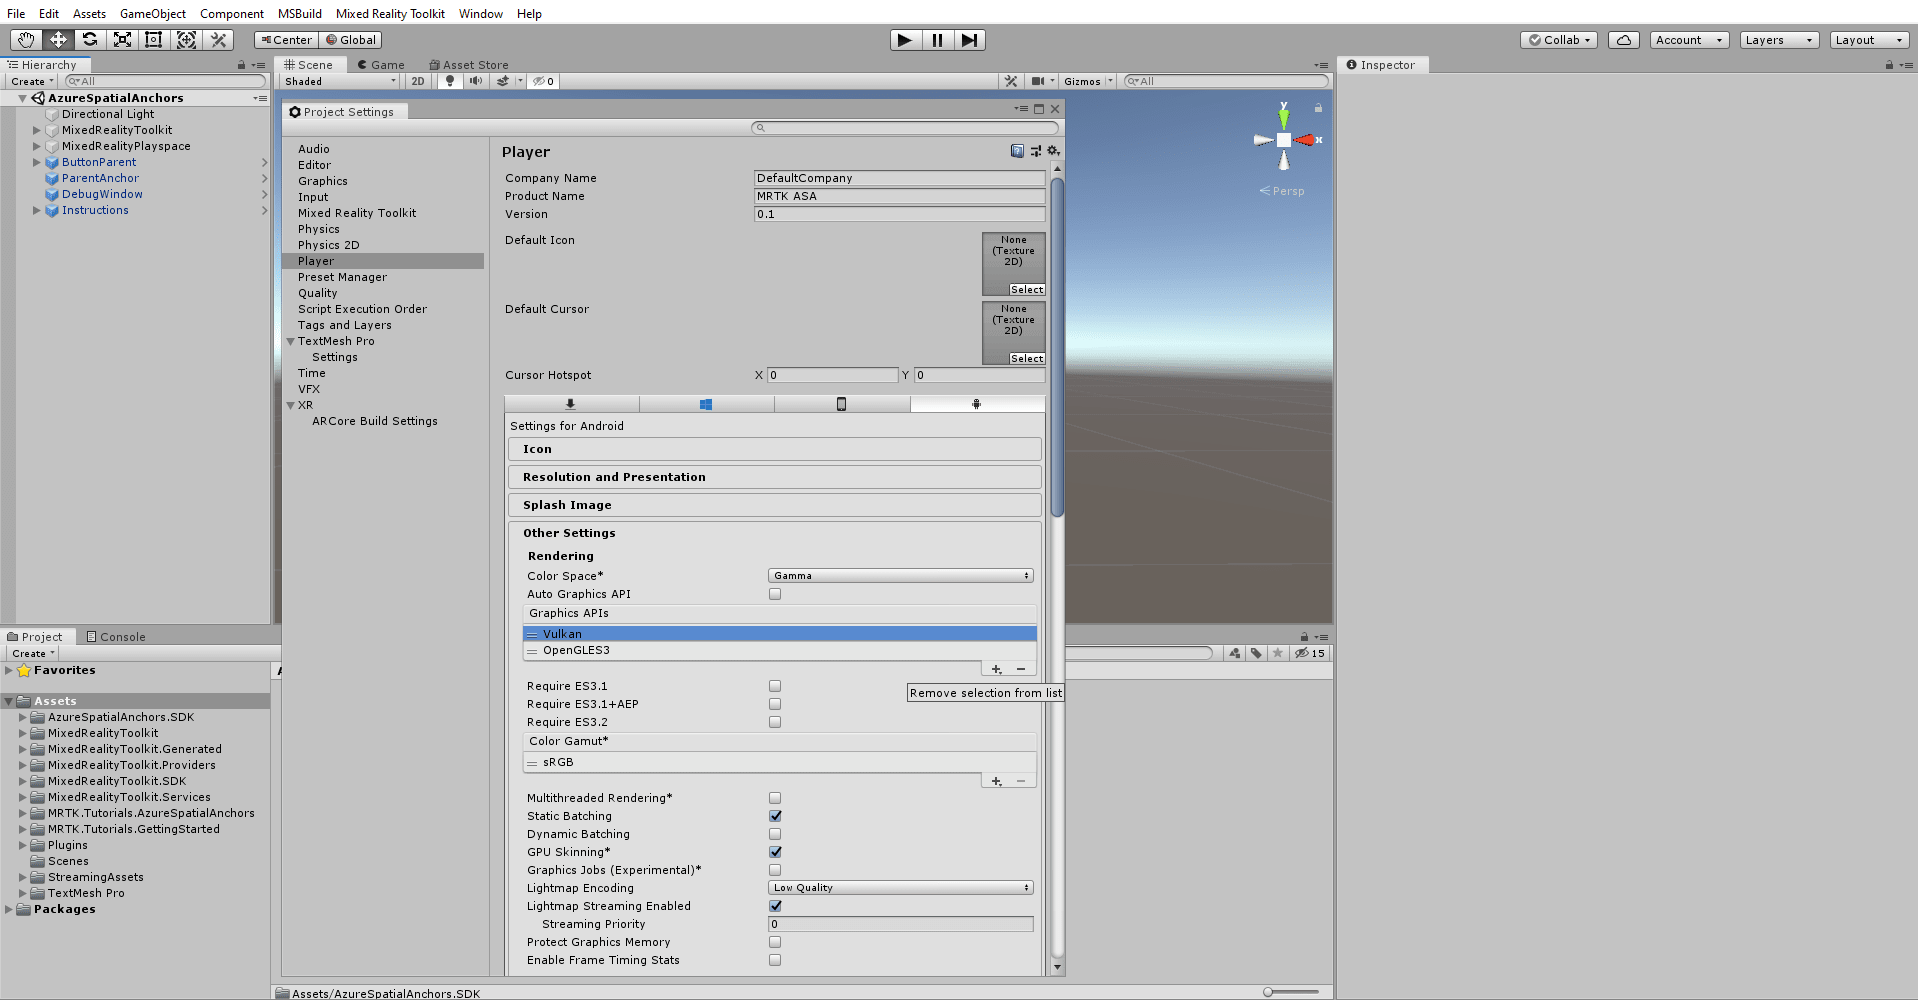 File Edit Assets GameObject Component MSBuild Mixed Reality Toolkit Window Help
Center Global Collab Account Layers Layout
Hierarchy
Create All
AzureSpatialAnchors
Directional Light
MixedRealityToolkit
MixedRealityPlayspace
ButtonParent
ParentAnchor
DebugWindow
Instructions
Scene Game Asset Store
Shaded 2D 0 Gizmos All
y
x
Persp
Inspector
Project Settings
Audio
Editor
Graphics
Input
Mixed Reality Toolkit
Physics
Physics 2D
Player
Preset Manager
Quality
Script Execution Order
Tags and Layers
TextMesh Pro
Settings
Time
VFX
XR
ARCore Build Settings
Player
Company Name DefaultCompany
Product Name MRTK ASA
Version 0.1
Default Icon
None
(Texture
2D)
Select
Default Cursor
None
(Texture
2D)
Select
Cursor Hotspot X 0 Y 0
Settings for Android
Icon
Resolution and Presentation
Splash Image
Other Settings
Rendering
Color Space* Gamma
Auto Graphics API
Graphics APIs
Vulkan
OpenGLES3
Require ES3.1
Remove selection from list
Require ES3.1+AEP
Require ES3.2
Color Gamut*
sRGB
Multithreaded Rendering*
Static Batching
Dynamic Batching
GPU Skinning*
Graphics Jobs (Experimental)*
Lightmap Encoding Low Quality
Lightmap Streaming Enabled
Streaming Priority 0
Protect Graphics Memory
Enable Frame Timing Stats
Project Console
Create
15
Favorites
Assets
AzureSpatialAnchors.SDK
MixedRealityToolkit
MixedRealityToolkit.Generated
MixedRealityToolkit.Providers
MixedRealityToolkit.SDK
MixedRealityToolkit.Services
MRTK.Tutorials.AzureSpatialAnchors
MRTK.Tutorials.GettingStarted
Plugins
Scenes
StreamingAssets
TextMesh Pro
Packages
Assets/AzureSpatialAnchors.SDK